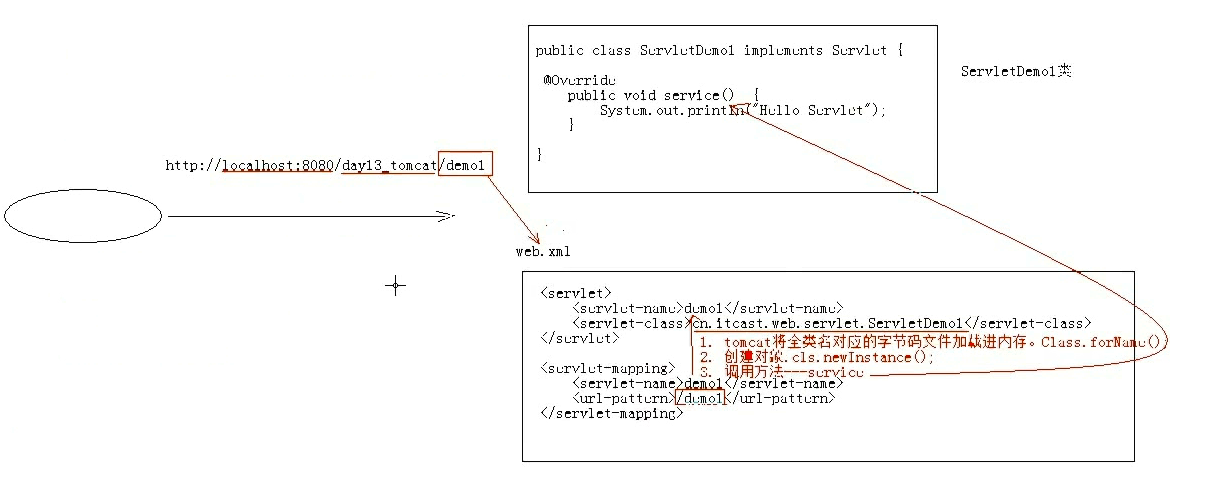 public class ServletDemo1 implements Servlet {
@Override
public void service() {
System.out.println("Hello Servlet");
}
}
ServletDemo1类
http://localhost:8080/day13_tomcat/demo1
web.xml
<servlet>
<servlet-name>demo1</servlet-name>
<servlet-class>cn.itcast.web.servlet.ServletDemo1</servlet-class>
</servlet>
1. tomcat将全类名对应的字节码文件加载进内存。Class.forName()
2. 创建对象.cls.newInstance();
3. 调用方法---service
<servlet-mapping>
<servlet-name>demo1</servlet-name>
<url-pattern>/demo1</url-pattern>
</servlet-mapping>